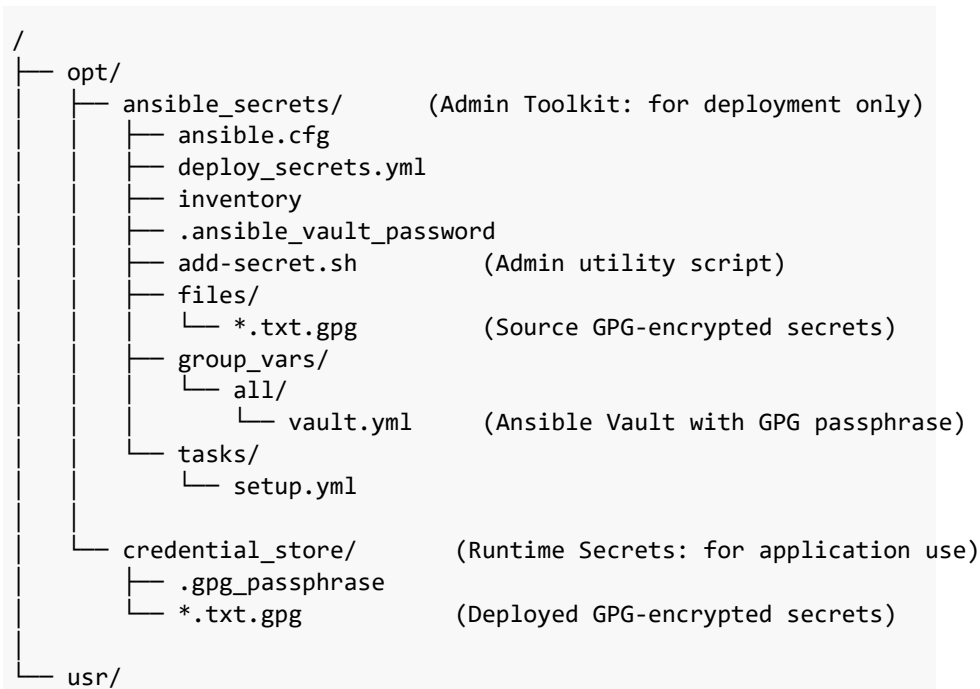 /
├── opt/
│   ├── ansible_secrets/      (Admin Toolkit: for deployment only)
│   │   ├── ansible.cfg
│   │   ├── deploy_secrets.yml
│   │   ├── inventory
│   │   ├── .ansible_vault_password
│   │   ├── add-secret.sh         (Admin utility script)
│   │   ├── files/
│   │   │   └── *.txt.gpg         (Source GPG-encrypted secrets)
│   │   ├── group_vars/
│   │   │   └── all/
│   │   │       └── vault.yml     (Ansible Vault with GPG passphrase)
│   │   └── tasks/
│   │       └── setup.yml
│   │
│   └── credential_store/       (Runtime Secrets: for application use)
│       ├── .gpg_passphrase
│       └── *.txt.gpg           (Deployed GPG-encrypted secrets)
│
└── usr/